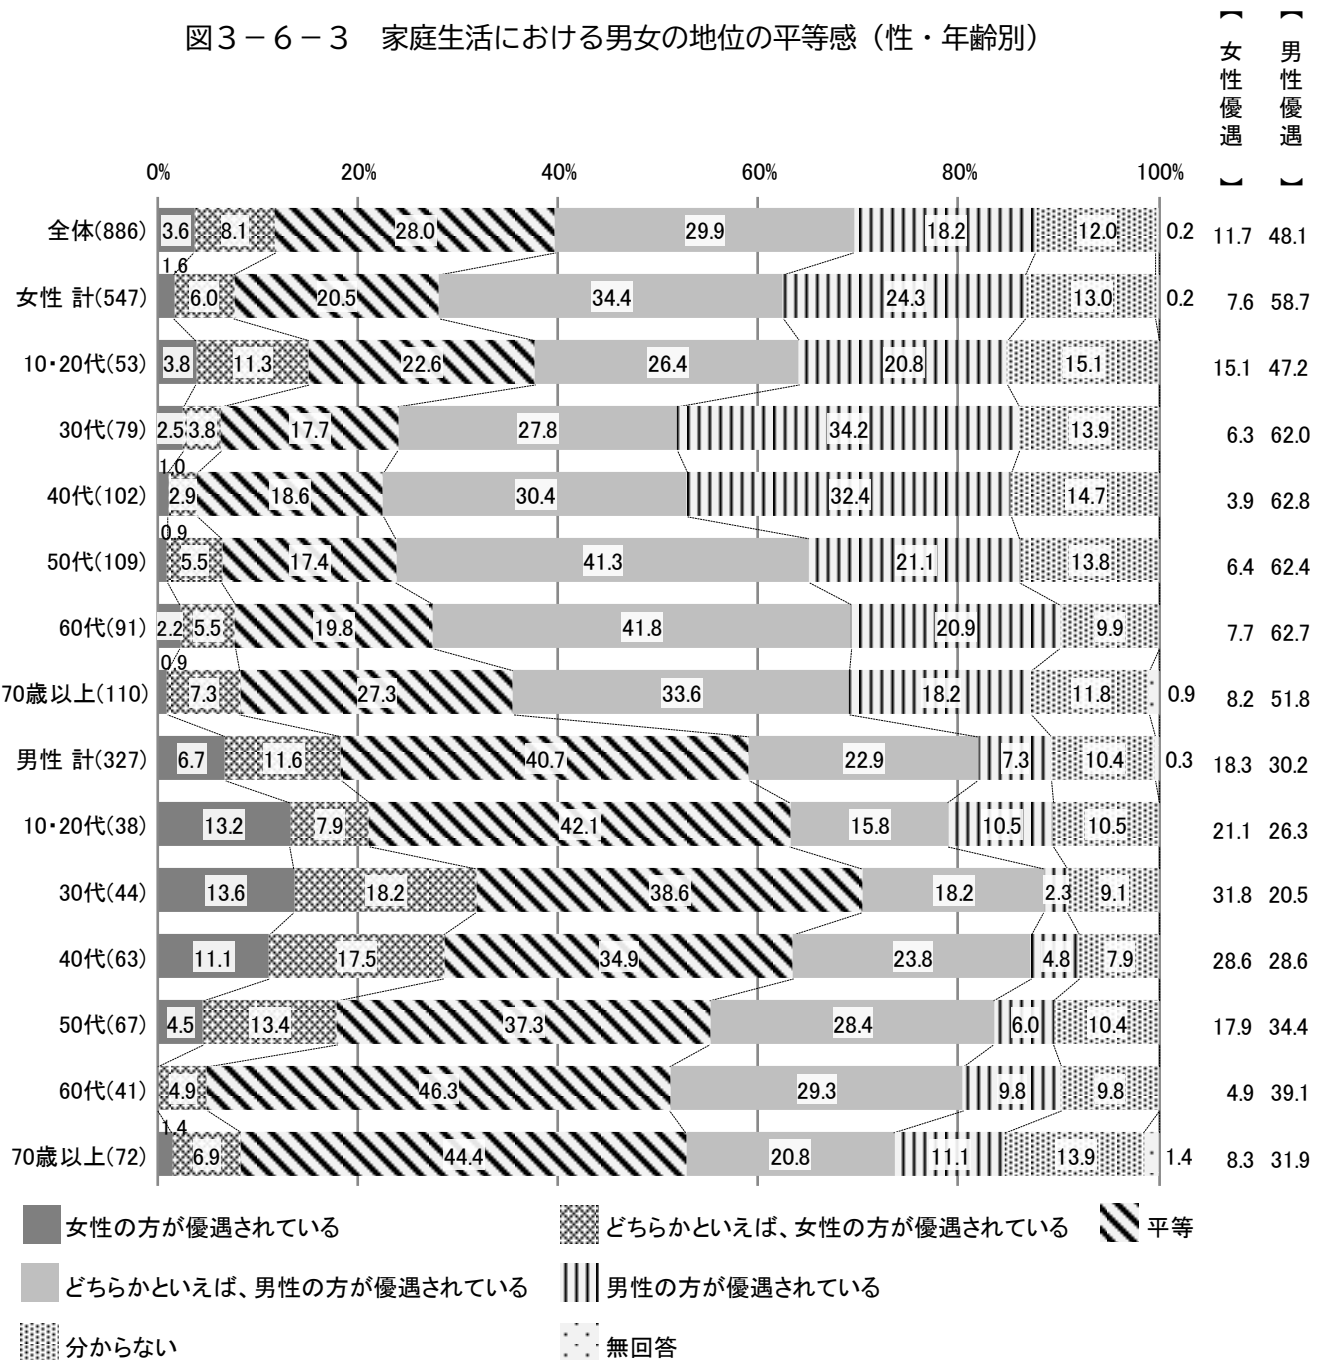 図３－６－３　家庭生活における男女の地位の平等感（性・年齢別）
【女性優遇】 【男性優遇】
0% 20% 40% 60% 80% 100%
全体(886) 3.6 8.1 28.0 29.9 18.2 12.0 0.2 11.7 48.1
女性 計(547) 1.6 6.0 20.5 34.4 24.3 13.0 0.2 7.6 58.7
10・20代(53) 3.8 11.3 22.6 26.4 20.8 15.1 15.1 47.2
30代(79) 2.5 3.8 17.7 27.8 34.2 13.9 6.3 62.0
40代(102) 1.0 2.9 18.6 30.4 32.4 14.7 3.9 62.8
50代(109) 0.9 5.5 17.4 41.3 21.1 13.8 6.4 62.4
60代(91) 2.2 5.5 19.8 41.8 20.9 9.9 7.7 62.7
70歳以上(110) 0.9 7.3 27.3 33.6 18.2 11.8 0.9 8.2 51.8
男性 計(327) 6.7 11.6 40.7 22.9 7.3 10.4 0.3 18.3 30.2
10・20代(38) 13.2 7.9 42.1 15.8 10.5 10.5 21.1 26.3
30代(44) 13.6 18.2 38.6 18.2 2.3 9.1 31.8 20.5
40代(63) 11.1 17.5 34.9 23.8 4.8 7.9 28.6 28.6
50代(67) 4.5 13.4 37.3 28.4 6.0 10.4 17.9 34.4
60代(41) 4.9 46.3 29.3 9.8 9.8 4.9 39.1
70歳以上(72) 1.4 6.9 44.4 20.8 11.1 13.9 1.4 8.3 31.9
女性の方が優遇されている どちらかといえば、女性の方が優遇されている 平等
どちらかといえば、男性の方が優遇されている 男性の方が優遇されている
分からない 無回答